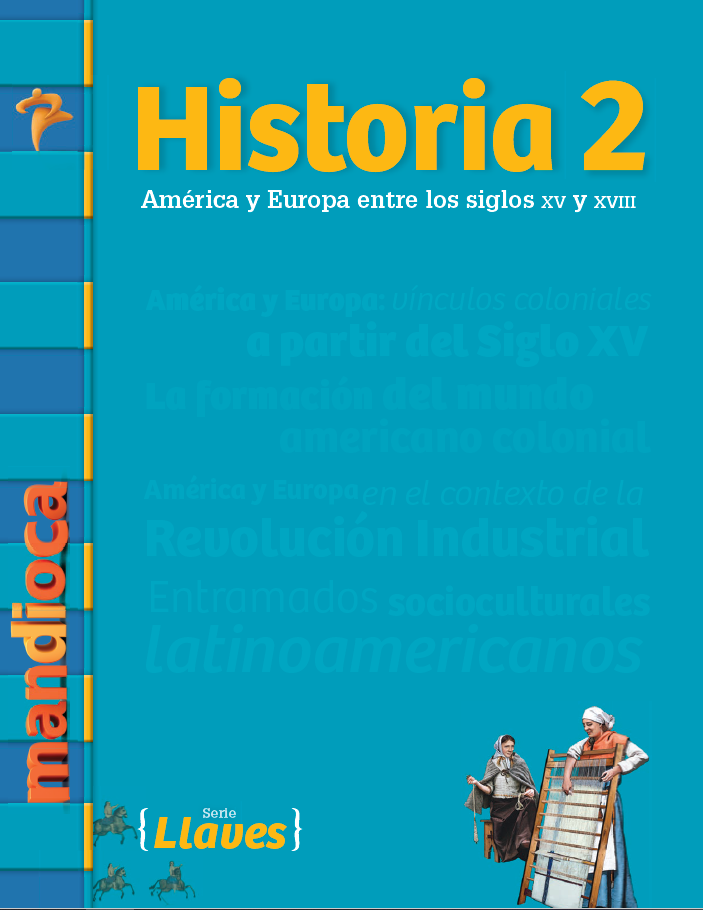 Historia 2
América y Europa entre los siglos XV y XVIII
América y Europa: vínculos coloniales
a partir del Siglo XV
La formación del mundo
americano colonial
América y Europa en el contexto de la
Revolución Industrial
Entramados socioculturales
latinoamericanos
mandioca
{ Serie
Llaves }